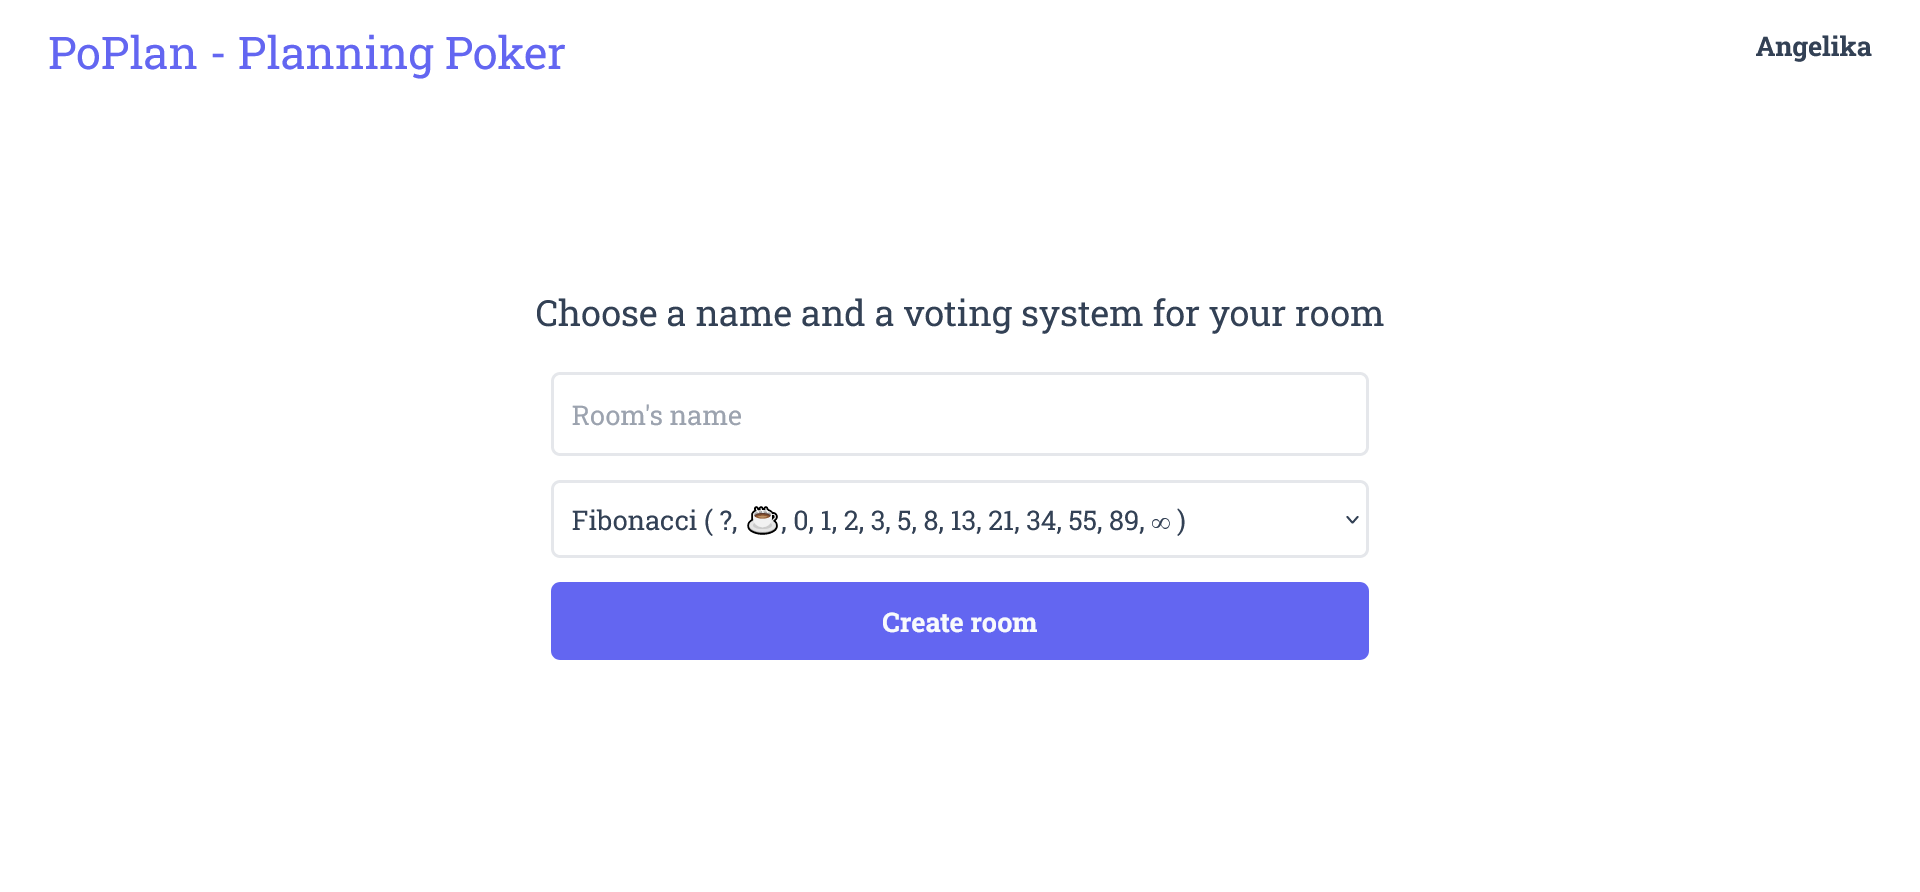 PoPlan - Planning Poker
Angelika
Choose a name and a voting system for your room
Room's name
Fibonacci ( ?, ☕, 0, 1, 2, 3, 5, 8, 13, 21, 34, 55, 89, ∞ )
Create room